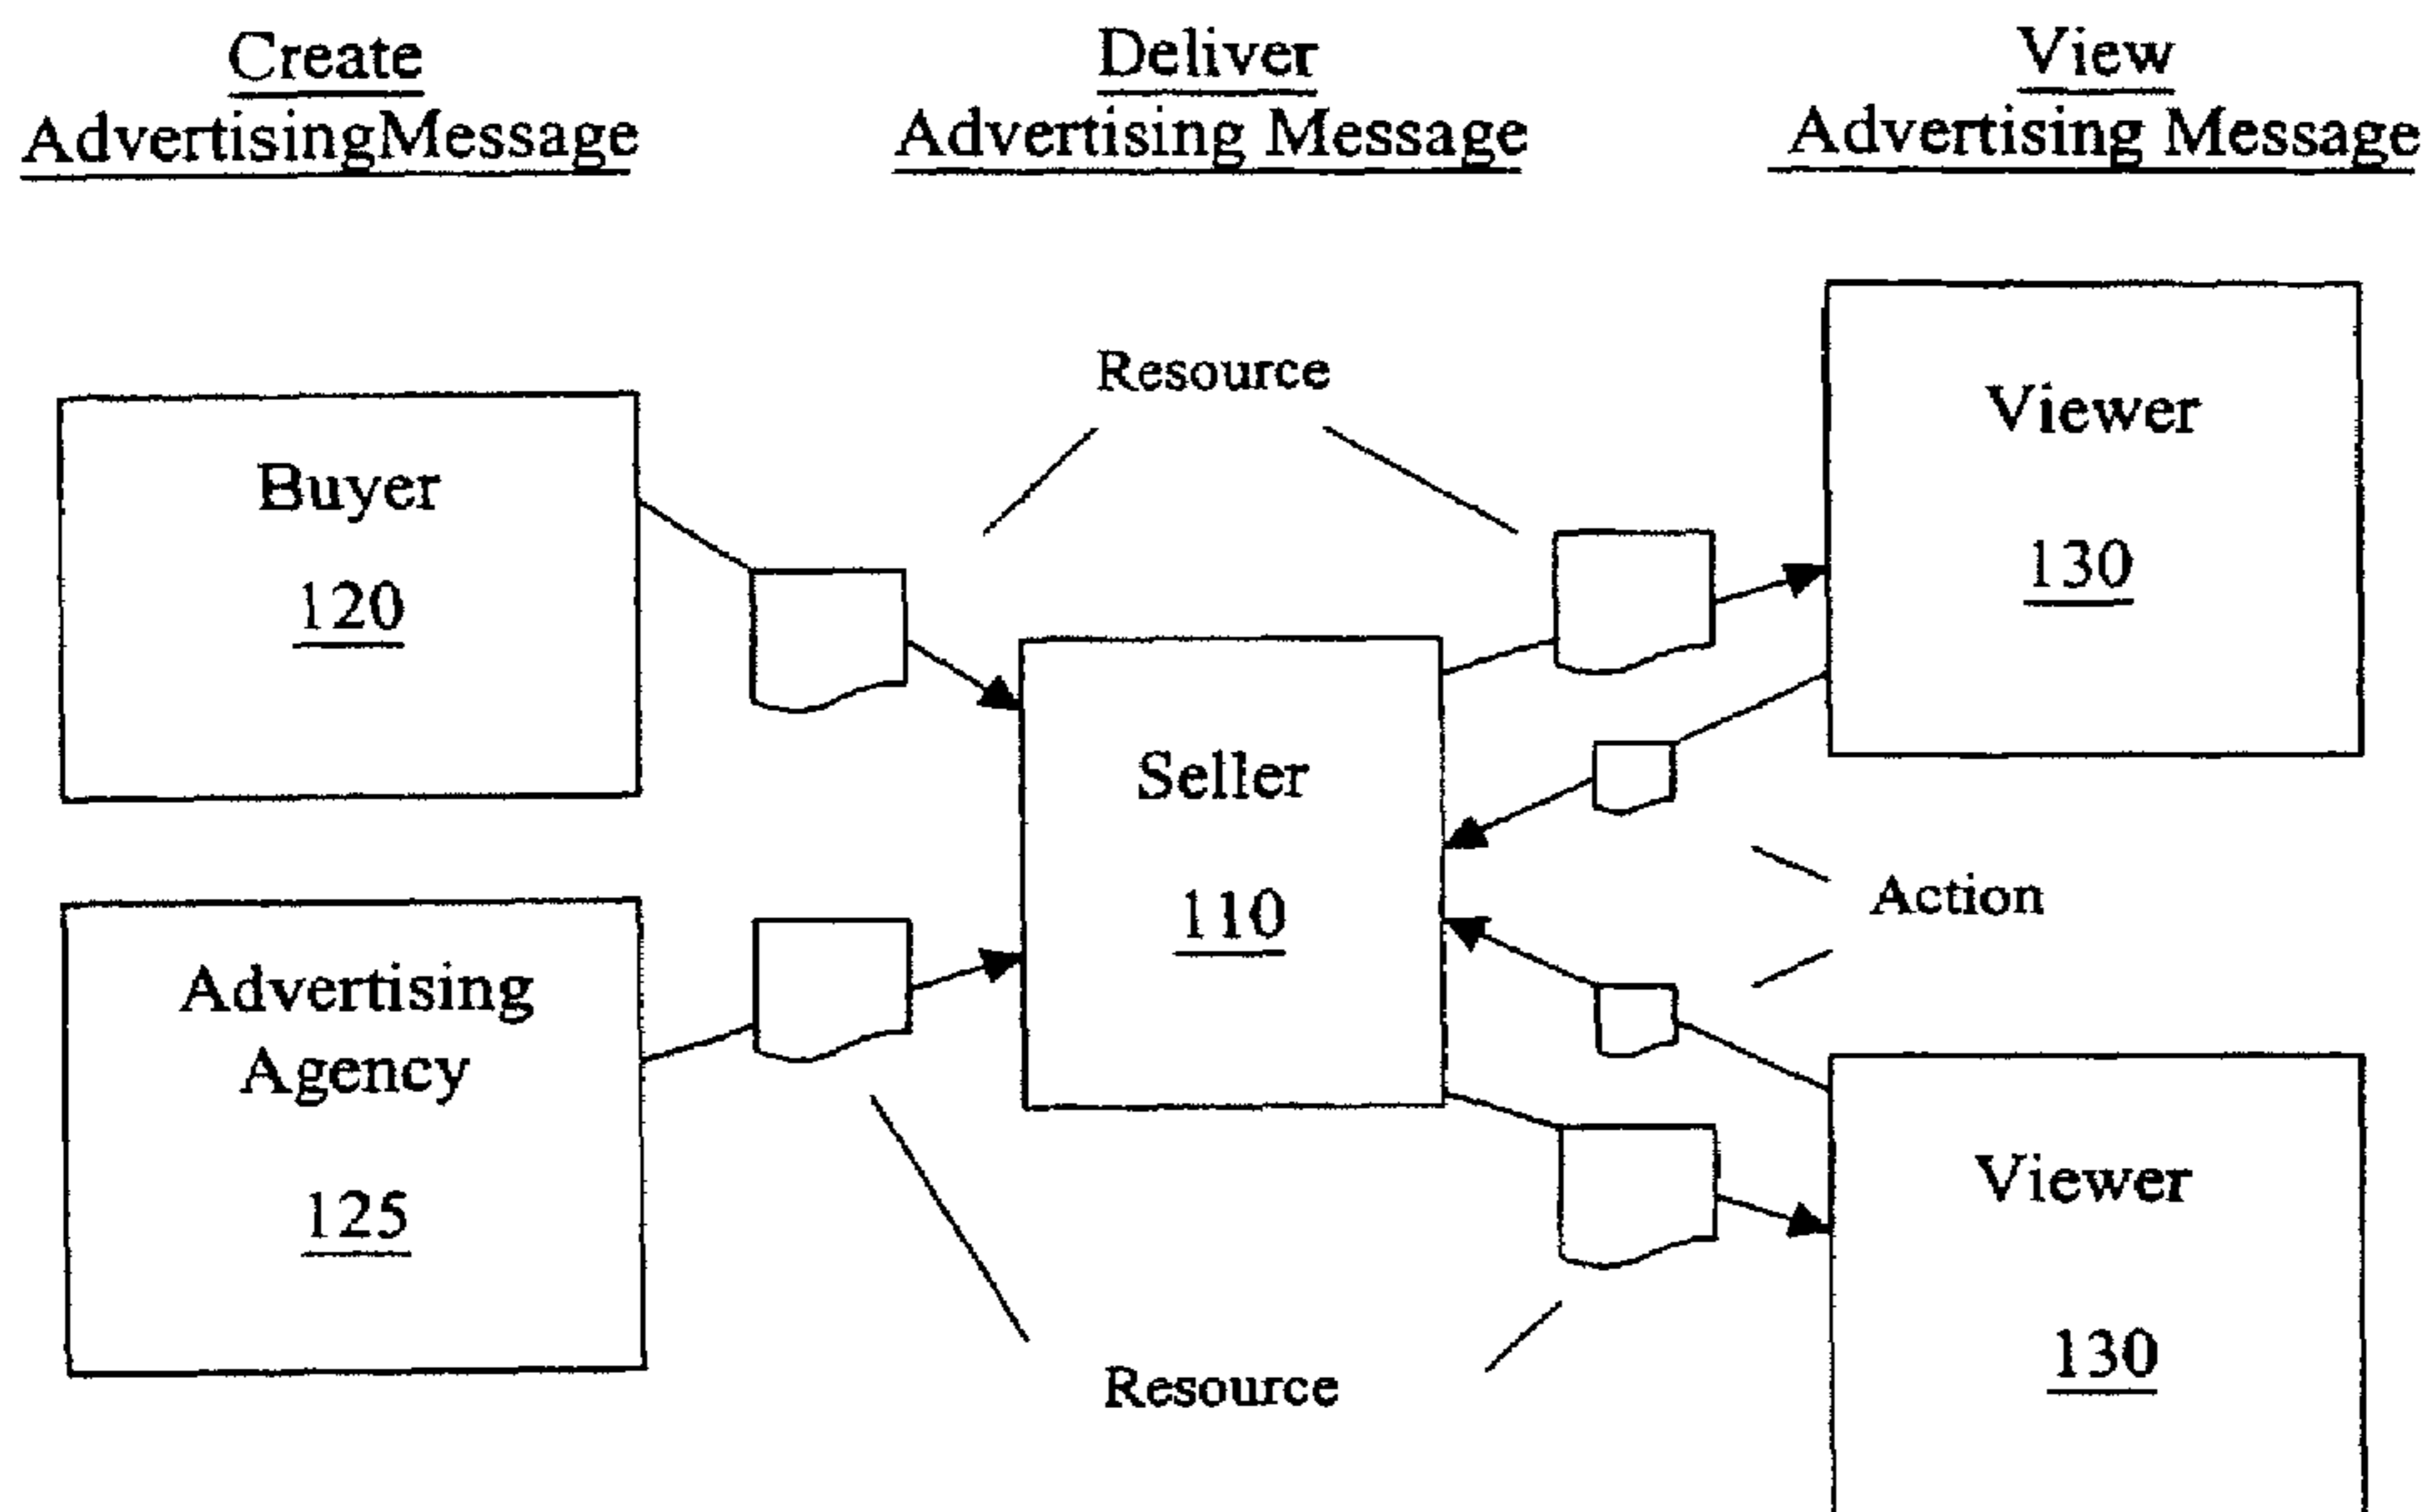 Create
AdvertisingMessage
Deliver
Advertising Message
View
Advertising Message
Resource
Buyer
120
Viewer
130
Seller
110
Action
Advertising
Agency
125
Viewer
130
Resource